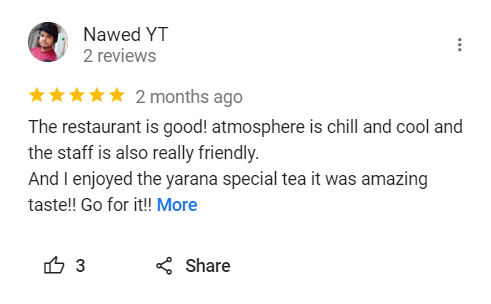 Nawed YT
2 reviews
2 months ago
The restaurant is good! atmosphere is chill and cool and
the staff is also really friendly.
And I enjoyed the yarana special tea it was amazing
taste!! Go for it!! More
3
Share